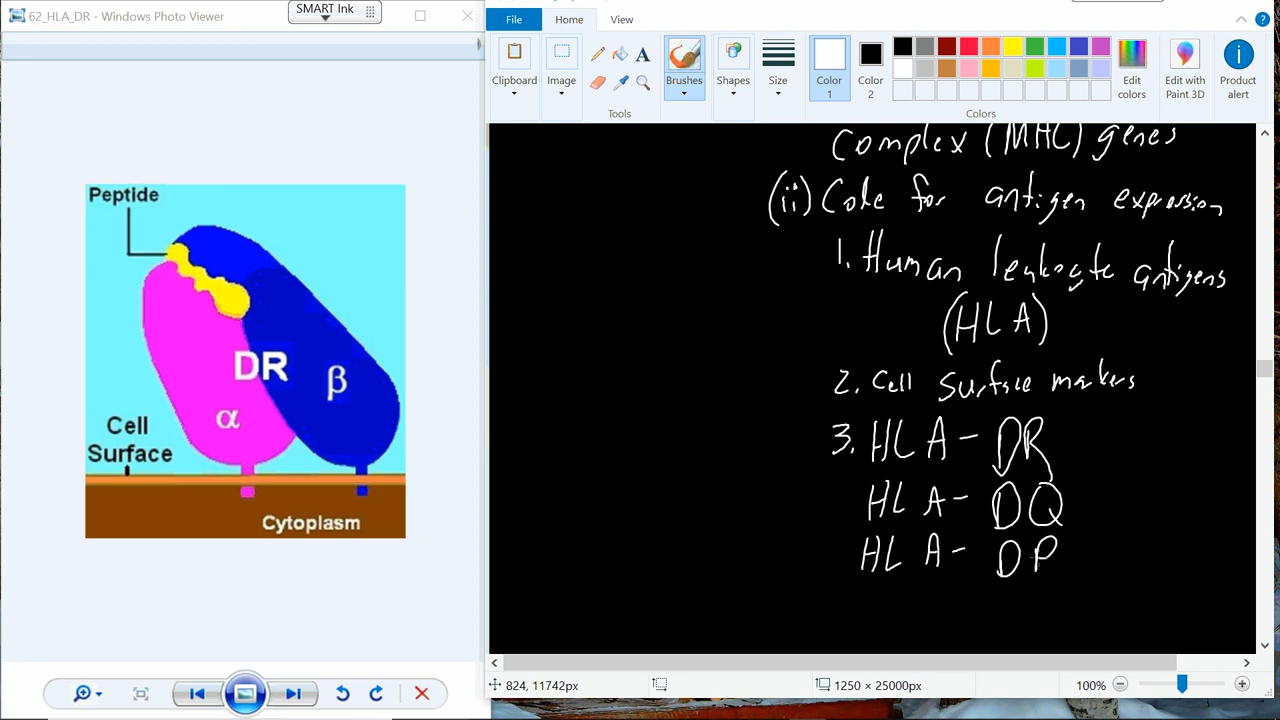 62_HLA_DR - Windows Photo Viewer
SMART Ink
Peptide
DR
α
β
Cell
Surface
Cytoplasm
File
Home
View
Clipboard
Image
A
Tools
Brushes
Shapes
Size
Color
1
Color
2
Colors
Edit
colors
Edit with
Paint 3D
Product
alert
Complex (MHC) genes
(ii) Code for antigen expression
1. Human leukocyte antigens
(HLA)
2. Cell surface markers
3. HLA - DR
HLA - DQ
HLA - DP
824, 11742px
1250 × 25000px
100%